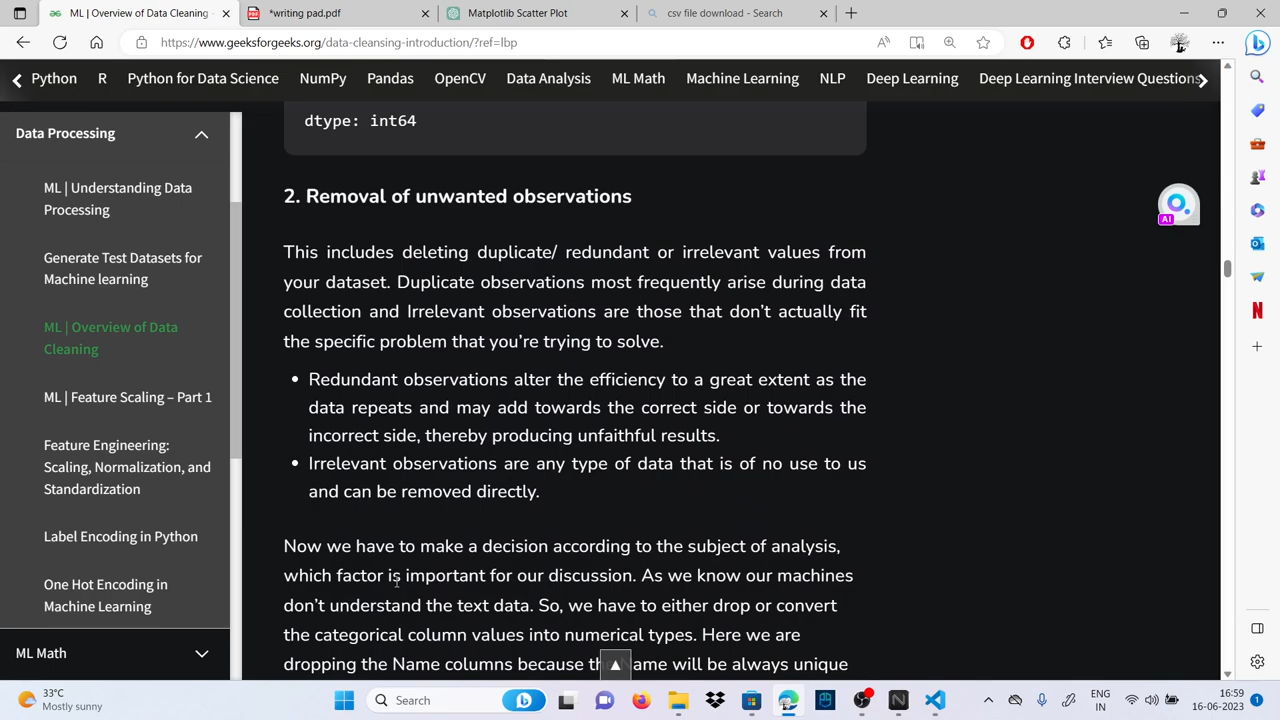 ML | Overview of Data Cleaning
*writing pad.pdf
Matplotlib Scatter Plot
csv file download - Search
https://www.geeksforgeeks.org/data-cleansing-introduction/?ref=lbp
Python R Python for Data Science NumPy Pandas OpenCV Data Analysis ML Math Machine Learning NLP Deep Learning Deep Learning Interview Questions
Data Processing
ML | Understanding Data
Processing
Generate Test Datasets for
Machine learning
ML | Overview of Data
Cleaning
ML | Feature Scaling – Part 1
Feature Engineering:
Scaling, Normalization, and
Standardization
Label Encoding in Python
One Hot Encoding in
Machine Learning
ML Math
dtype: int64
2. Removal of unwanted observations
This includes deleting duplicate/ redundant or irrelevant values from
your dataset. Duplicate observations most frequently arise during data
collection and Irrelevant observations are those that don’t actually fit
the specific problem that you’re trying to solve.
• Redundant observations alter the efficiency to a great extent as the
data repeats and may add towards the correct side or towards the
incorrect side, thereby producing unfaithful results.
• Irrelevant observations are any type of data that is of no use to us
and can be removed directly.
Now we have to make a decision according to the subject of analysis,
which factor is important for our discussion. As we know our machines
don’t understand the text data. So, we have to either drop or convert
the categorical column values into numerical types. Here we are
dropping the Name columns because the Name will be always unique
AI
33°C
Mostly sunny
Search
ENG
IN
16:59
16-06-2023
1